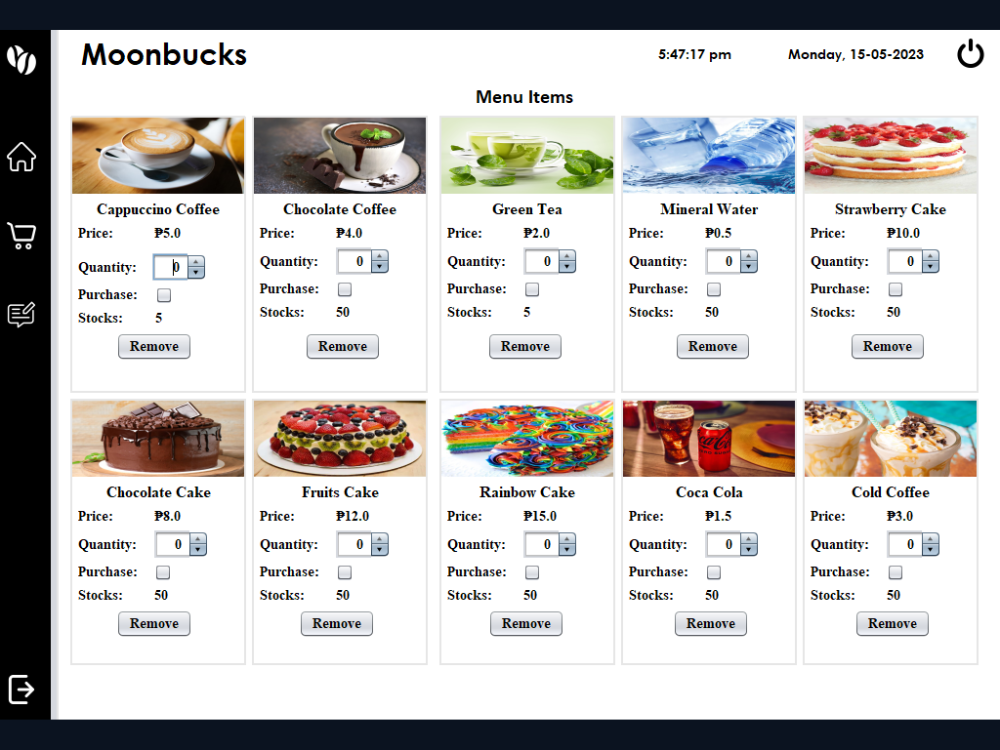 Moonbucks
5:47:17 pm
Monday, 15-05-2023
Menu Items
Cappuccino Coffee
Price: ₱5.0
Quantity: 0
Purchase:
Stocks: 5
Remove
Chocolate Coffee
Price: ₱4.0
Quantity: 0
Purchase:
Stocks: 50
Remove
Green Tea
Price: ₱2.0
Quantity: 0
Purchase:
Stocks: 5
Remove
Mineral Water
Price: ₱0.5
Quantity: 0
Purchase:
Stocks: 50
Remove
Strawberry Cake
Price: ₱10.0
Quantity: 0
Purchase:
Stocks: 50
Remove
Chocolate Cake
Price: ₱8.0
Quantity: 0
Purchase:
Stocks: 50
Remove
Fruits Cake
Price: ₱12.0
Quantity: 0
Purchase:
Stocks: 50
Remove
Rainbow Cake
Price: ₱15.0
Quantity: 0
Purchase:
Stocks: 50
Remove
Coca Cola
Price: ₱1.5
Quantity: 0
Purchase:
Stocks: 50
Remove
Cold Coffee
Price: ₱3.0
Quantity: 0
Purchase:
Stocks: 50
Remove